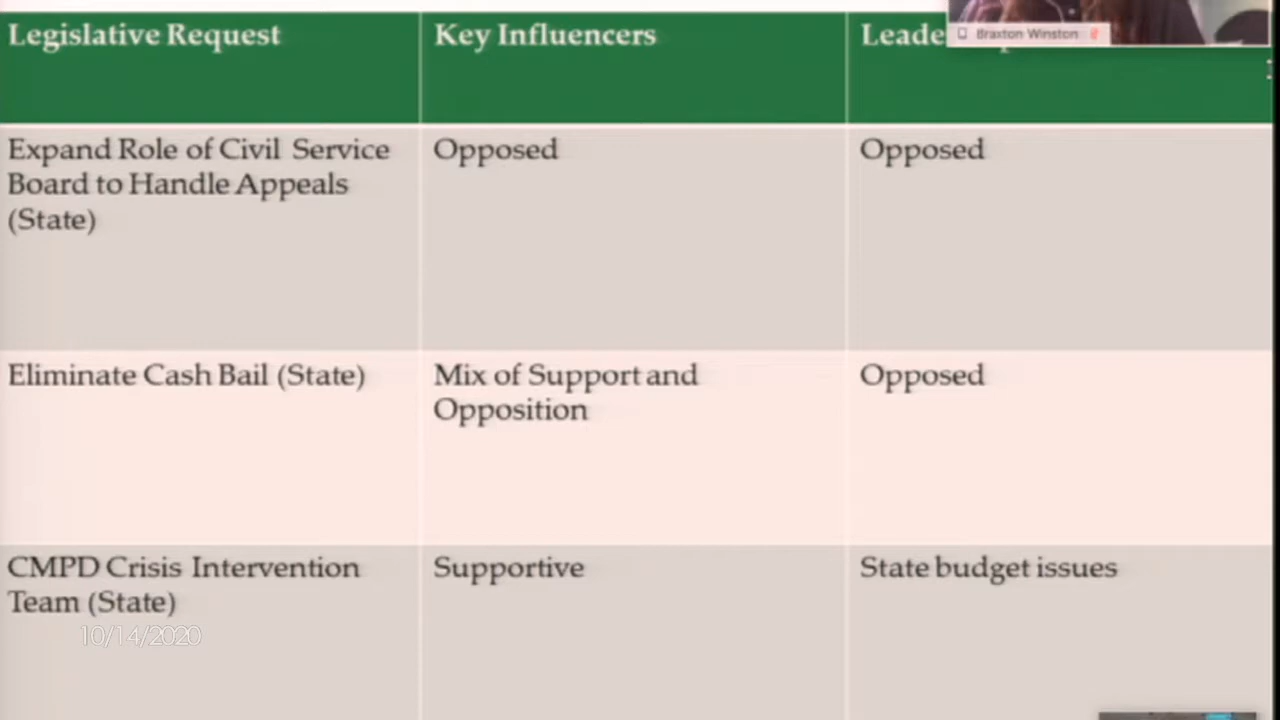 Legislative Request
Key Influencers
Braxton Winston
Expand Role of Civil Service
Board to Handle Appeals
(State)
Opposed
Opposed
Eliminate Cash Bail (State)
Mix of Support and
Opposition
Opposed
CMPD Crisis Intervention
Team (State)
Supportive
State budget issues
10/14/2020